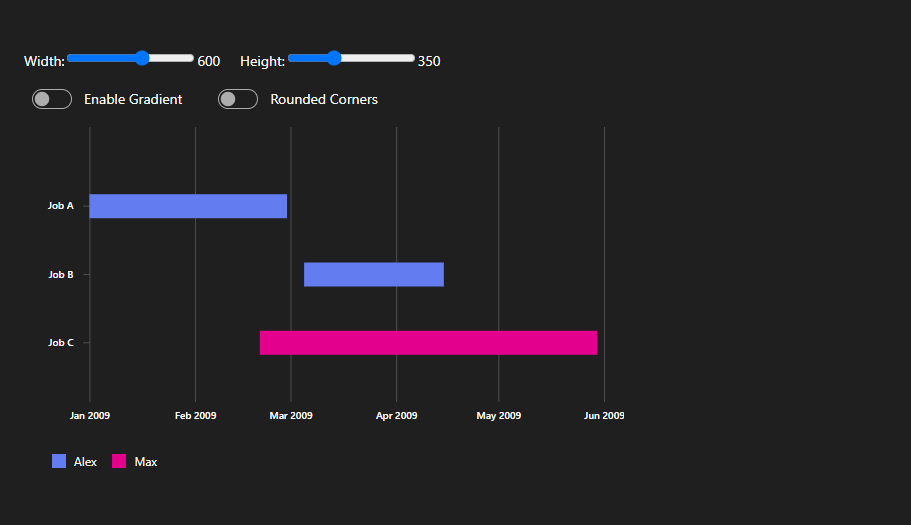 Width: 600 Height: 350
Enable Gradient Rounded Corners
Job A
Job B
Job C
Jan 2009 Feb 2009 Mar 2009 Apr 2009 May 2009 Jun 2009
Alex Max